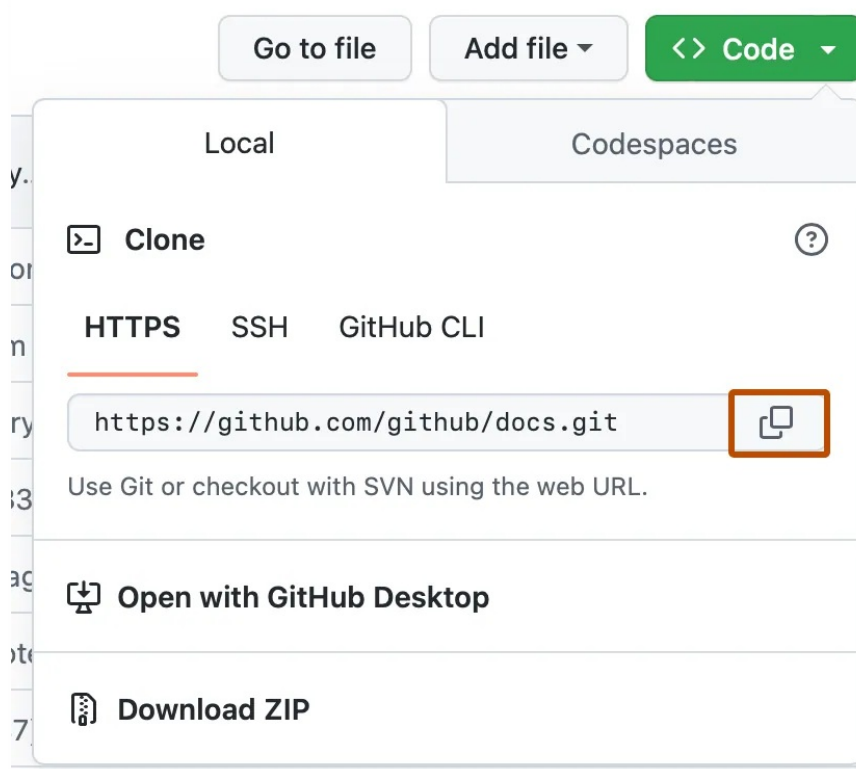 Go to file Add file <> Code
Local Codespaces
Clone
HTTPS SSH GitHub CLI
https://github.com/github/docs.git
Use Git or checkout with SVN using the web URL.
Open with GitHub Desktop
Download ZIP